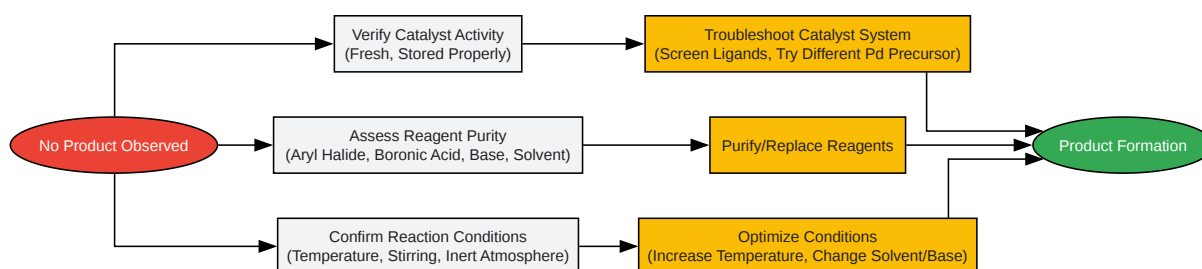 Verify Catalyst Activity
(Fresh, Stored Properly)
Troubleshoot Catalyst System
(Screen Ligands, Try Different Pd Precursor)
No Product Observed
Assess Reagent Purity
(Aryl Halide, Boronic Acid, Base, Solvent)
Purify/Replace Reagents
Product Formation
Confirm Reaction Conditions
(Temperature, Stirring, Inert Atmosphere)
Optimize Conditions
(Increase Temperature, Change Solvent/Base)